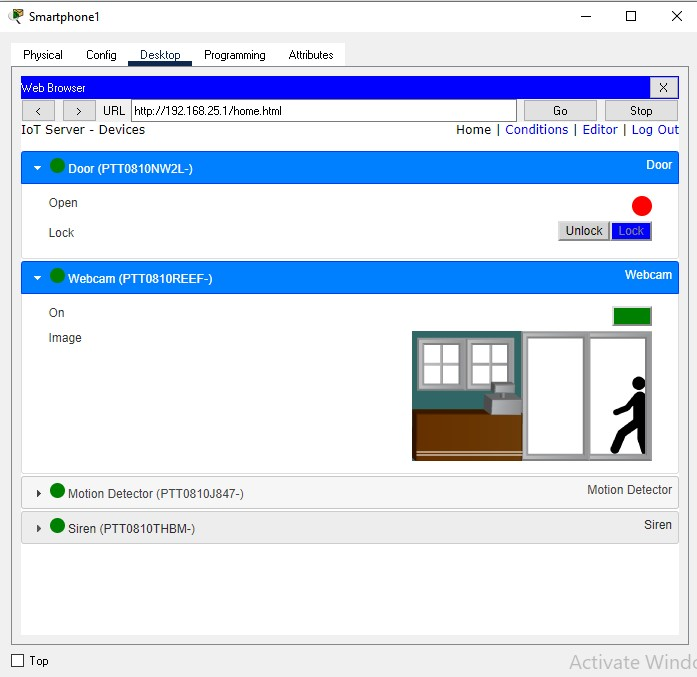 Smartphone1
Physical Config Desktop Programming Attributes
Web Browser X
< > URL http://192.168.25.1/home.html Go Stop
IoT Server - Devices Home | Conditions | Editor | Log Out
Door (PTT0810NW2L-) Door
Open
Lock Unlock Lock
Webcam (PTT0810REEF-) Webcam
On
Image
Motion Detector (PTT0810J847-) Motion Detector
Siren (PTT0810THBM-) Siren
Top
Activate